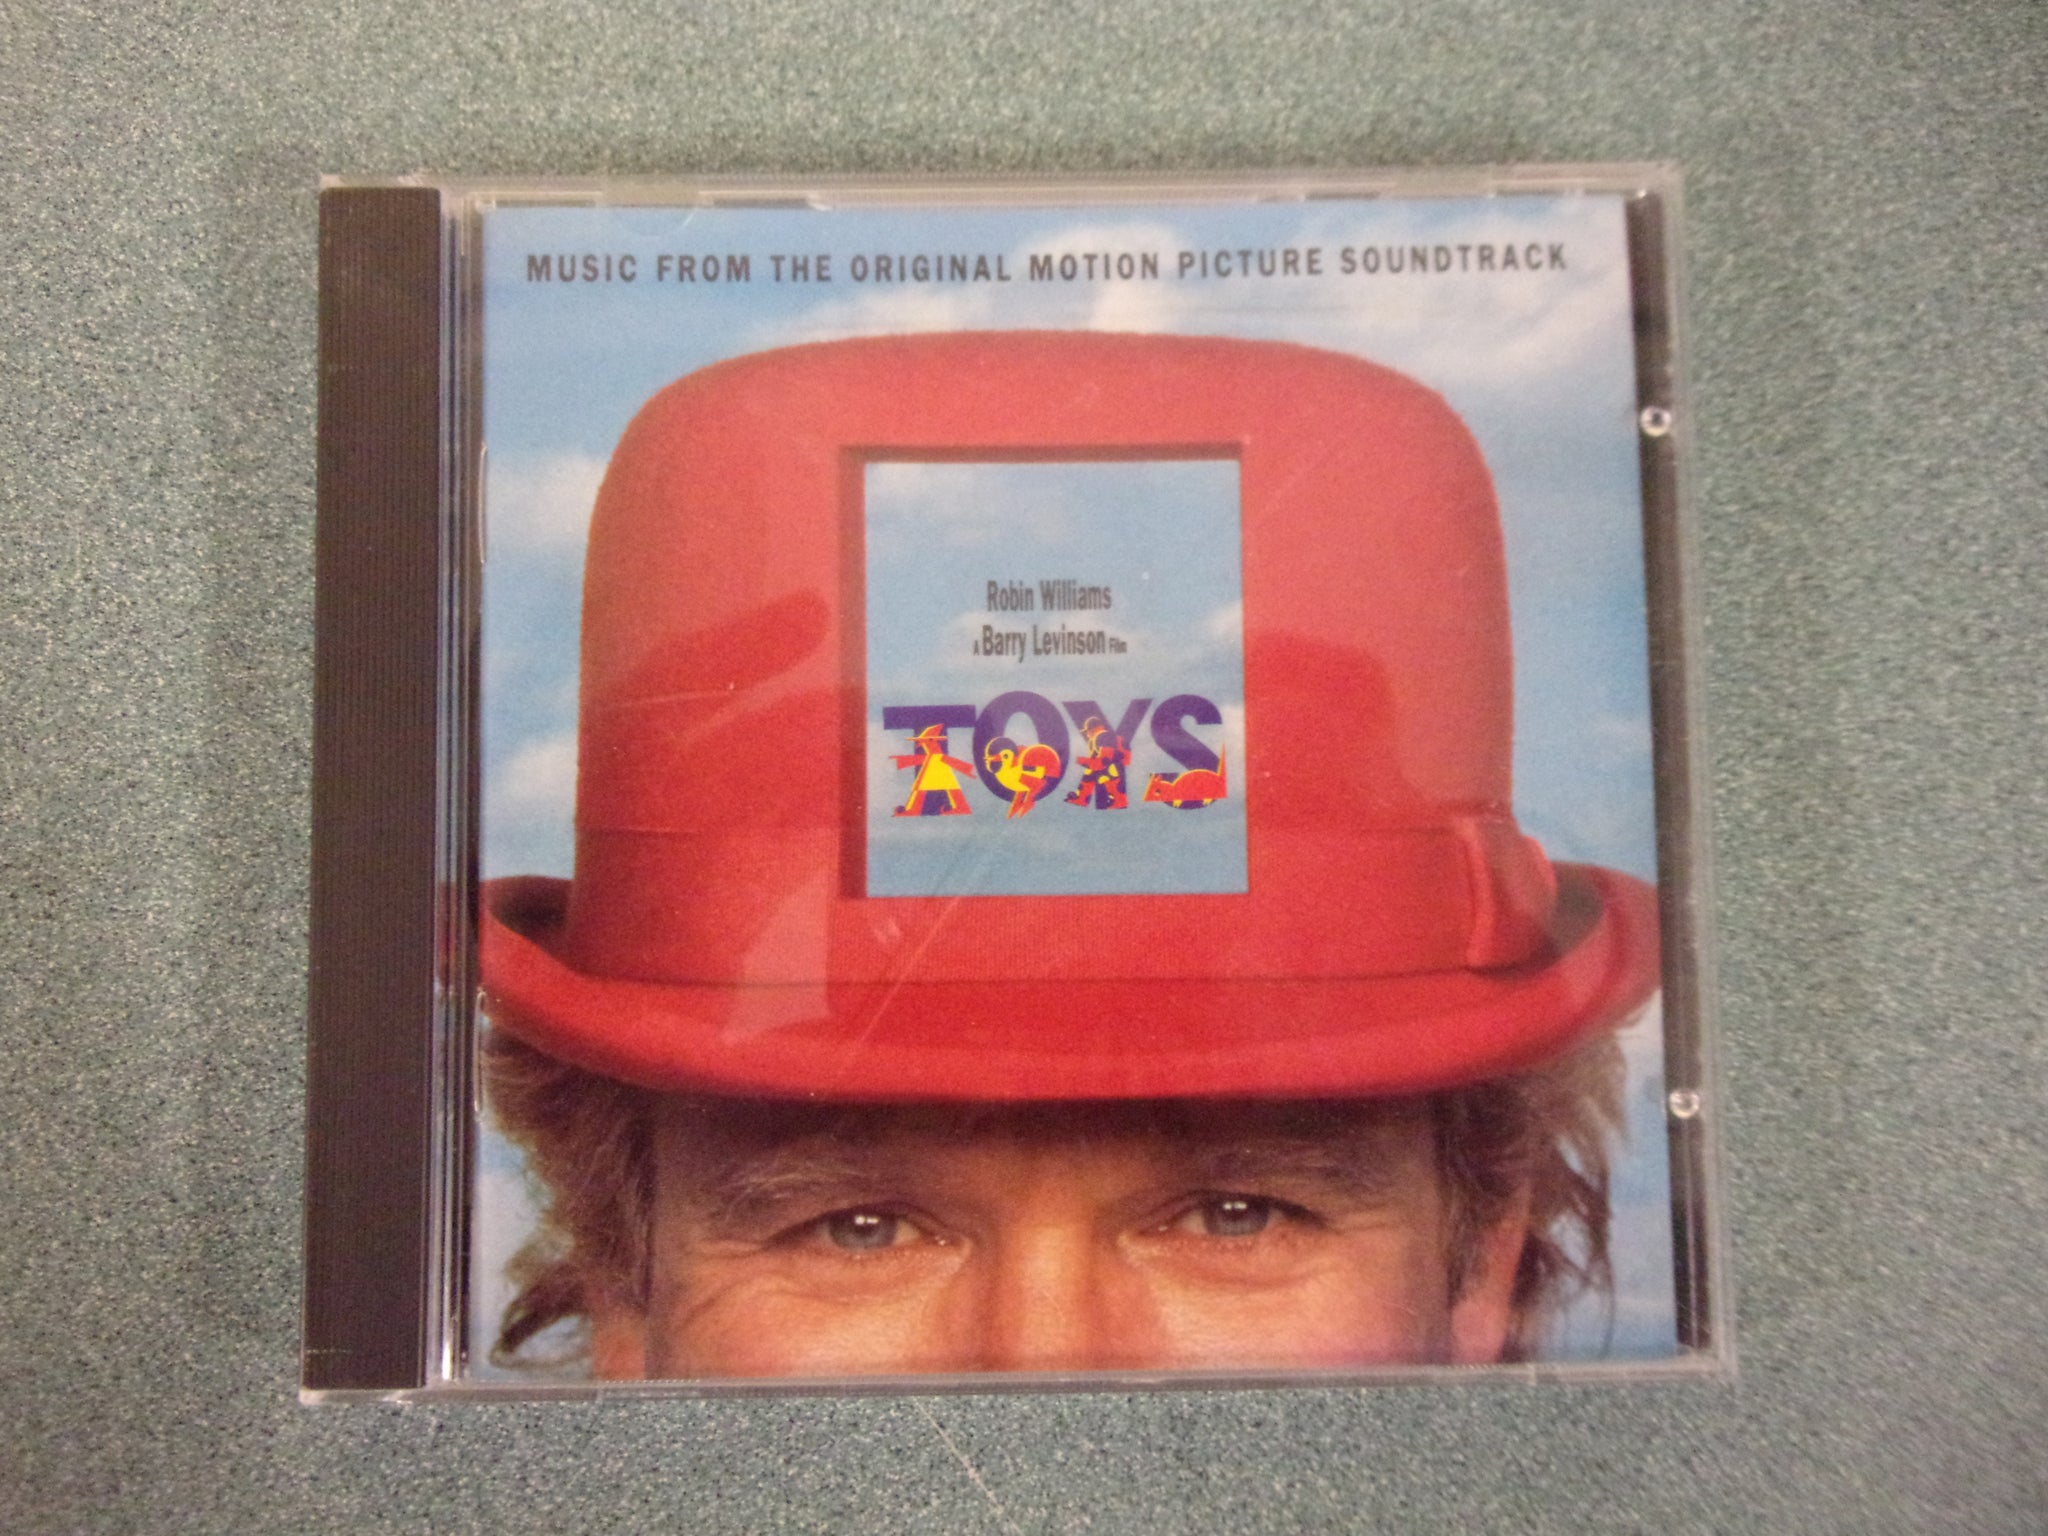 MUSIC FROM THE ORIGINAL MOTION PICTURE SOUNDTRACK
Robin Williams
A Barry Levinson Film
TOYS